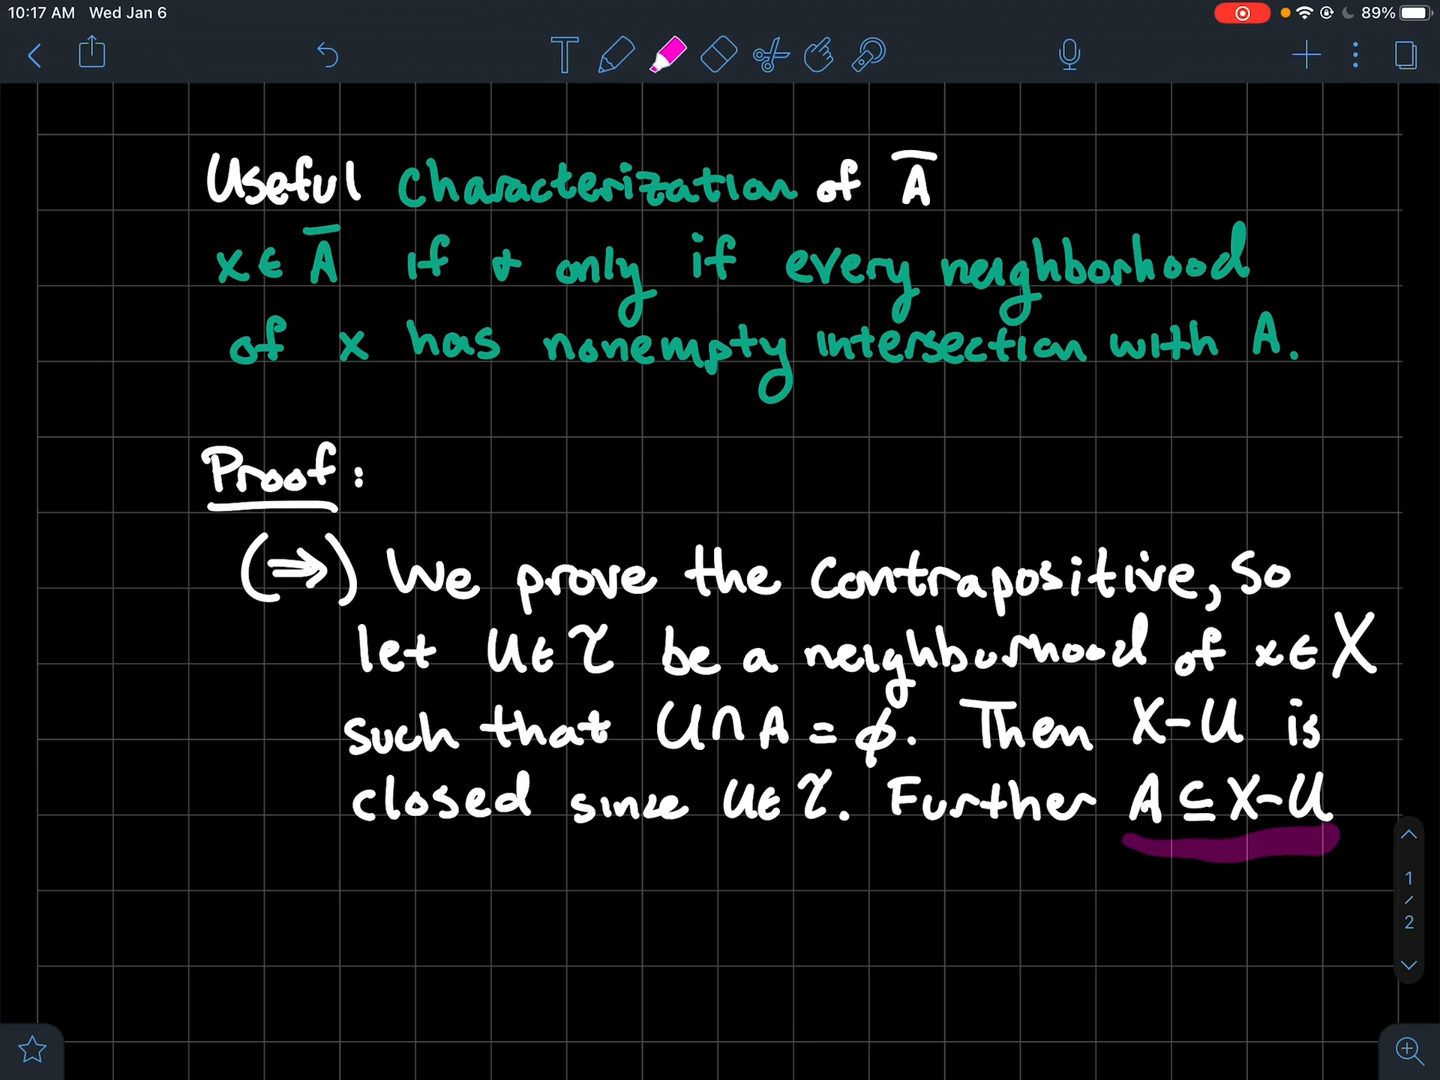 10:17 AM Wed Jan 6
89%
Useful Characterization of A̅
x ∈ A̅ if & only if every neighborhood
of x has nonempty intersection with A.
Proof:
(⇒) We prove the contrapositive, so
let U ∈ 𝜏 be a neighborhood of x ∈ X
such that U ∩ A = ∅. Then X-U is
closed since U ∈ 𝜏. Further A ⊆ X-U
1
/
2